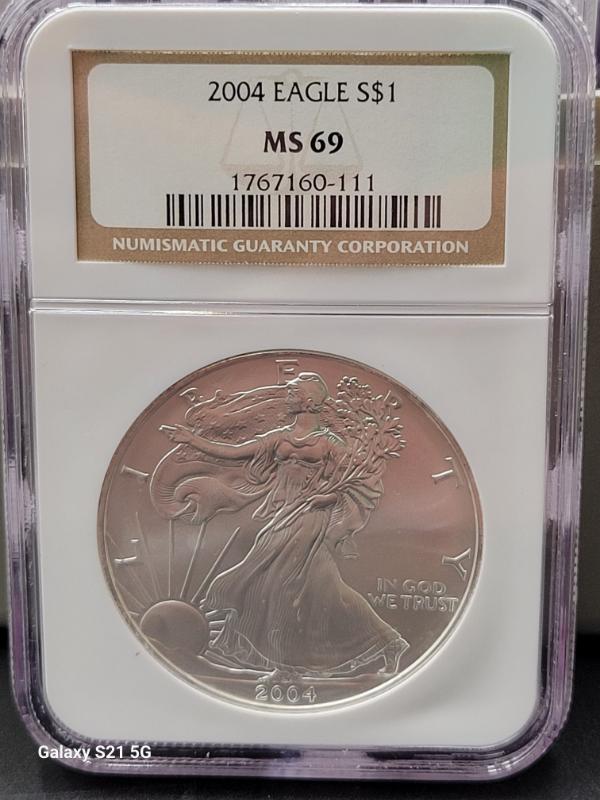 2004 EAGLE S$1
MS 69
1767160-111
NUMISMATIC GUARANTY CORPORATION
LIBERTY
IN GOD
WE TRUST
2004
Galaxy S21 5G